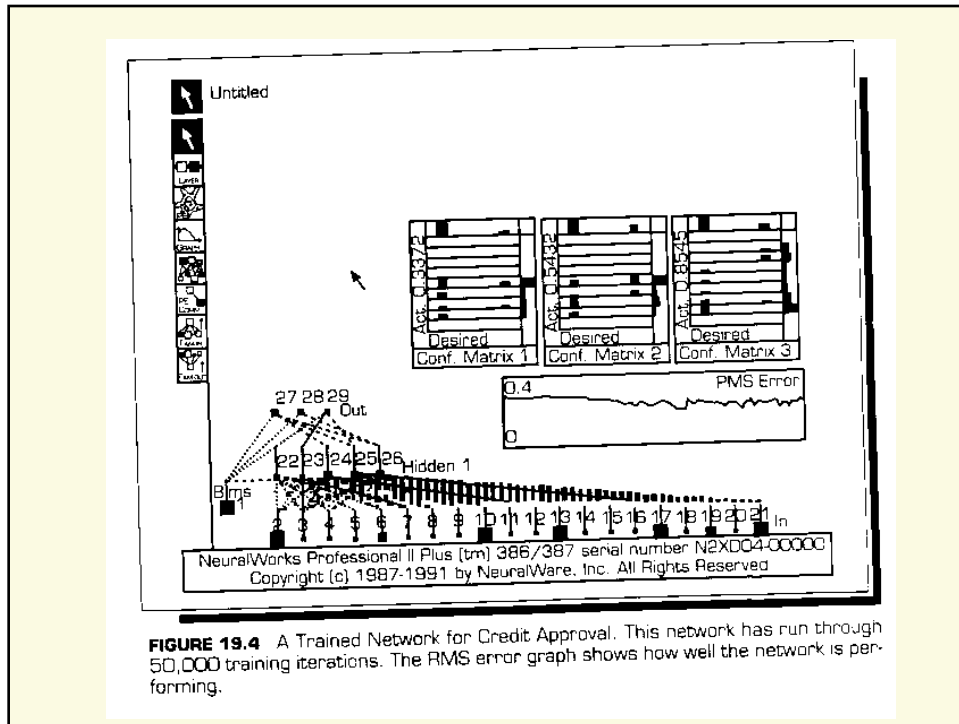 Untitled
LAYER
GRAPH
PE
COMM
Act. 0.3372
Desired
Conf. Matrix 1
Act. 0.5432
Desired
Conf. Matrix 2
Act. 0.8545
Desired
Conf. Matrix 3
0.4
PMS Error
0
27 28 29
Out
22 23 24 25 26
Hidden 1
1
2 3 4 5 6 7 8 9 10 11 12 13 14 15 16 17 18 19 20 21 In
NeuralWorks Professional II Plus (tm) 386/387 serial number N2XD04-00000
Copyright (c) 1987-1991 by NeuralWare, Inc. All Rights Reserved
FIGURE 19.4 A Trained Network for Credit Approval. This network has run through
50,000 training iterations. The RMS error graph shows how well the network is per-
forming.